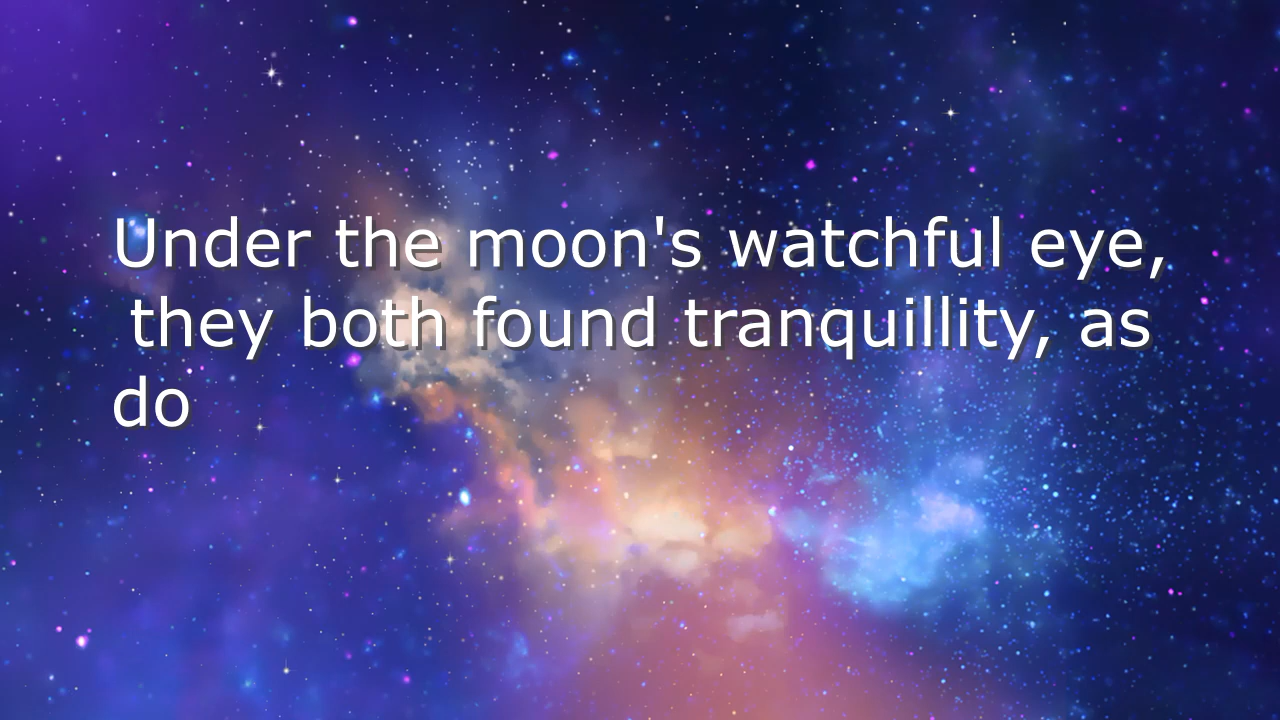 Under the moon's watchful eye,
they both found tranquillity, as
do